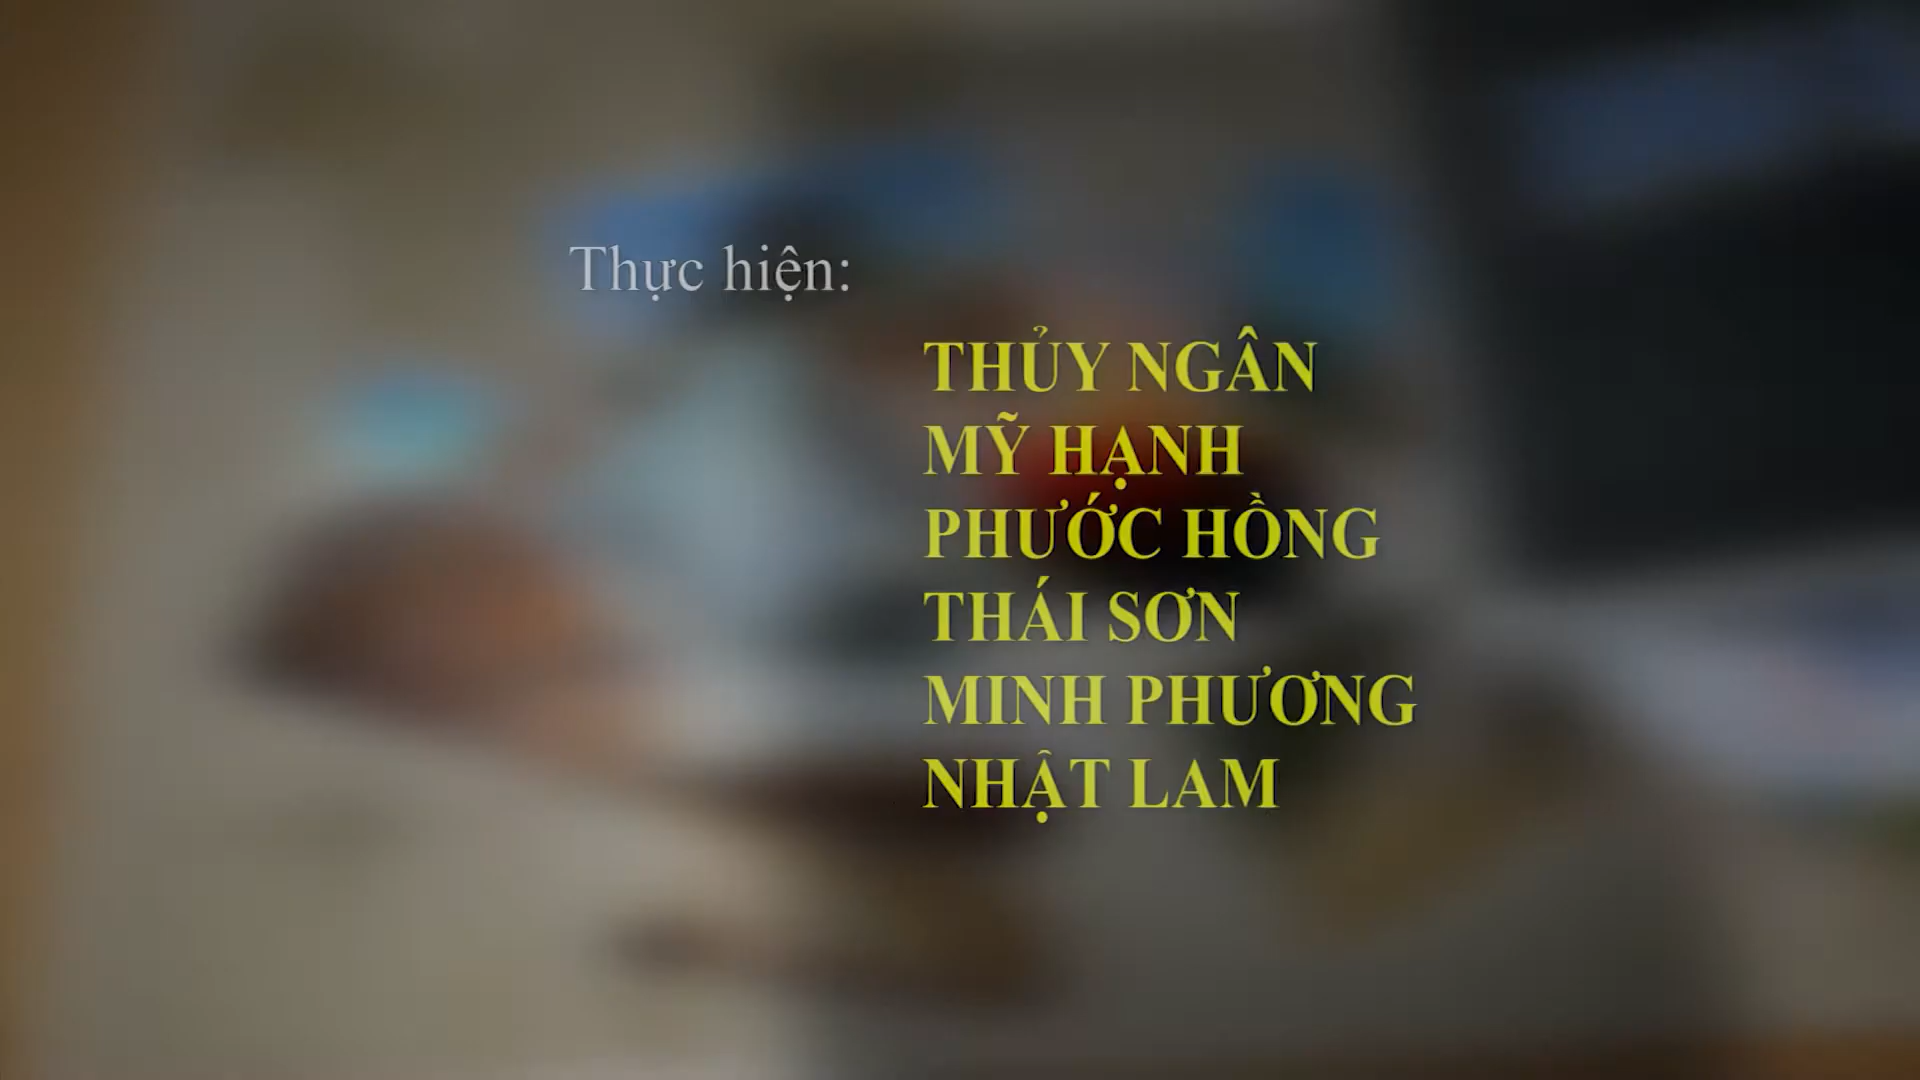 Thực hiện:
THỦY NGÂN
MỸ HẠNH
PHƯỚC HỒNG
THÁI SƠN
MINH PHƯƠNG
NHẬT LAM